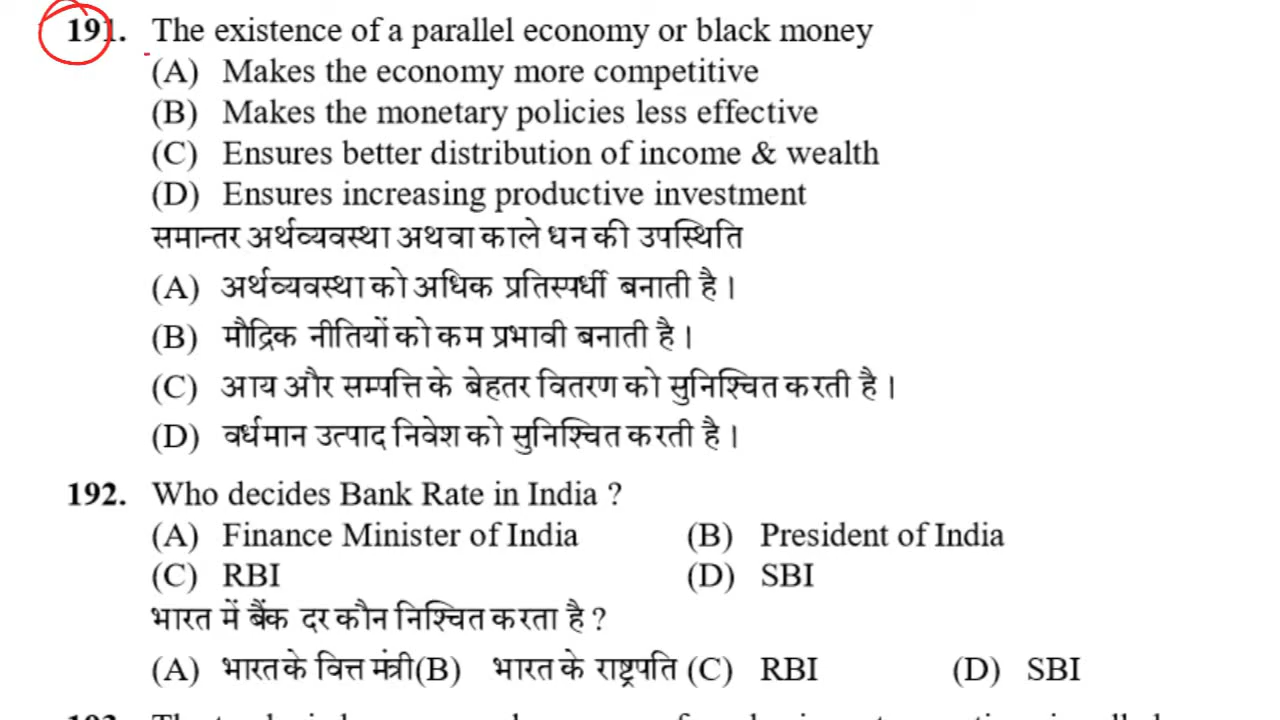 191. The existence of a parallel economy or black money
(A) Makes the economy more competitive
(B) Makes the monetary policies less effective
(C) Ensures better distribution of income & wealth
(D) Ensures increasing productive investment
समान्तर अर्थव्यवस्था अथवा काले धन की उपस्थिति
(A) अर्थव्यवस्था को अधिक प्रतिस्पर्धी बनाती है ।
(B) मौद्रिक नीतियों को कम प्रभावी बनाती है ।
(C) आय और सम्पत्ति के बेहतर वितरण को सुनिश्चित करती है ।
(D) वर्धमान उत्पाद निवेश को सुनिश्चित करती है ।
192. Who decides Bank Rate in India ?
(A) Finance Minister of India (B) President of India
(C) RBI (D) SBI
भारत में बैंक दर कौन निश्चित करता है ?
(A) भारत के वित्त मंत्री (B) भारत के राष्ट्रपति (C) RBI (D) SBI